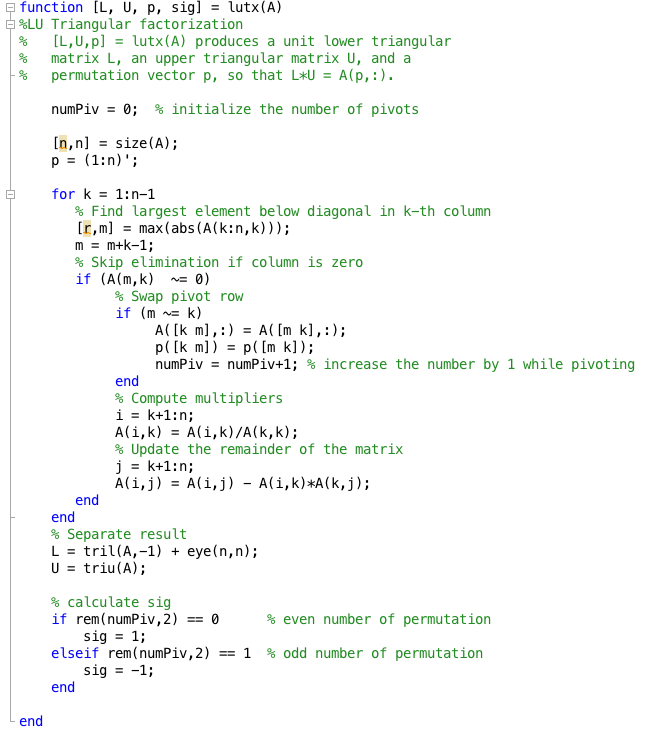 function [L, U, p, sig] = lutx(A)
%LU Triangular factorization
%   [L,U,p] = lutx(A) produces a unit lower triangular
%   matrix L, an upper triangular matrix U, and a
%   permutation vector p, so that L*U = A(p,:).
    numPiv = 0;  % initialize the number of pivots
    [n,n] = size(A);
    p = (1:n)';
    for k = 1:n-1
       % Find largest element below diagonal in k-th column
       [r,m] = max(abs(A(k:n,k)));
       m = m+k-1;
       % Skip elimination if column is zero
       if (A(m,k)  ~= 0)
            % Swap pivot row
            if (m ~= k)
                 A([k m],:) = A([m k],:);
                 p([k m]) = p([m k]);
                 numPiv = numPiv+1; % increase the number by 1 while pivoting
            end
            % Compute multipliers
            i = k+1:n;
            A(i,k) = A(i,k)/A(k,k);
            % Update the remainder of the matrix
            j = k+1:n;
            A(i,j) = A(i,j) - A(i,k)*A(k,j);
       end
    end
    % Separate result
    L = tril(A,-1) + eye(n,n);
    U = triu(A);
    % calculate sig
    if rem(numPiv,2) == 0      % even number of permutation
        sig = 1;
    elseif rem(numPiv,2) == 1  % odd number of permutation
        sig = -1;
    end
end